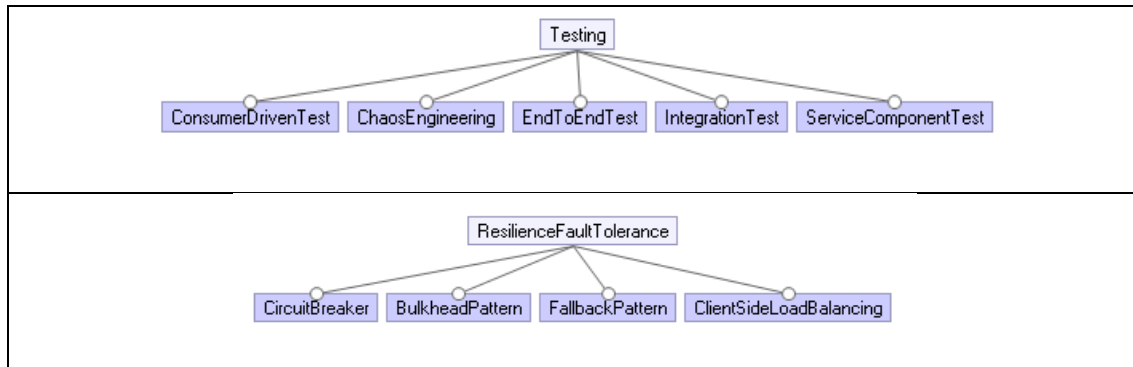 Testing
ConsumerDrivenTest ChaosEngineering EndToEndTest IntegrationTest ServiceComponentTest
ResilienceFaultTolerance
CircuitBreaker BulkheadPattern FallbackPattern ClientSideLoadBalancing